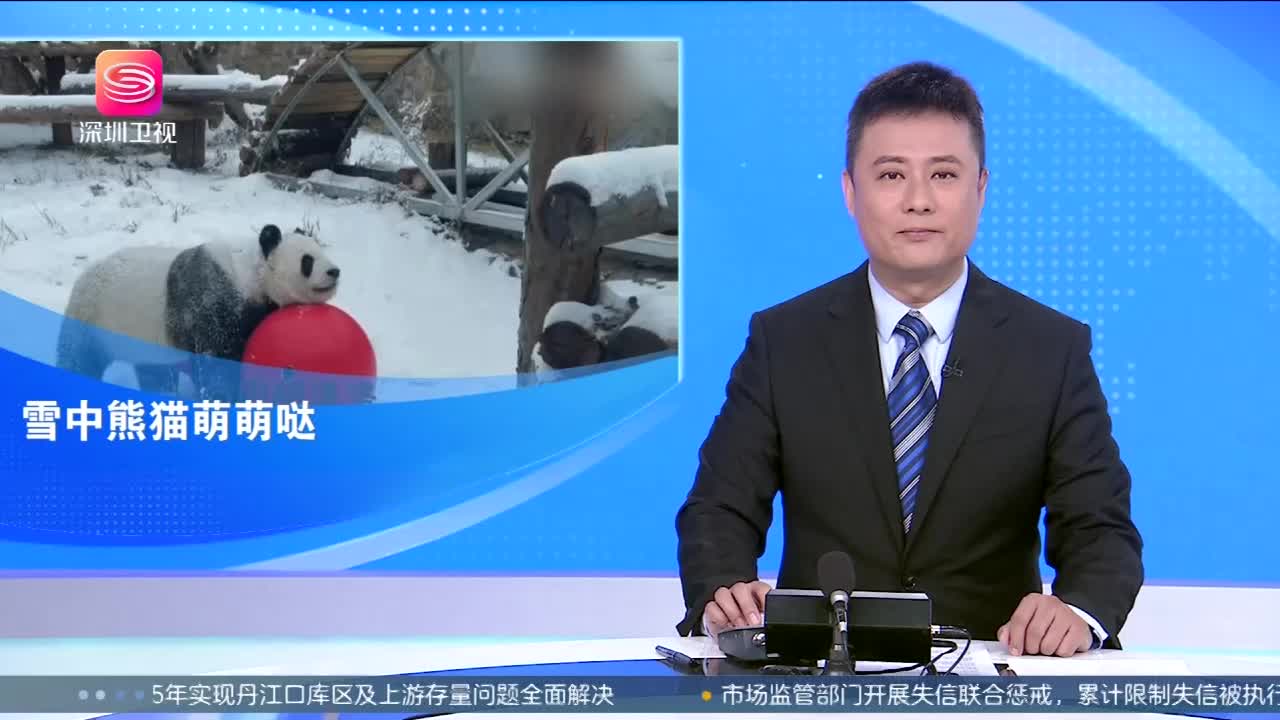 深圳卫视
雪中熊猫萌萌哒
5年实现丹江口库区及上游存量问题全面解决
市场监管部门开展失信联合惩戒，累计限制失信被执行